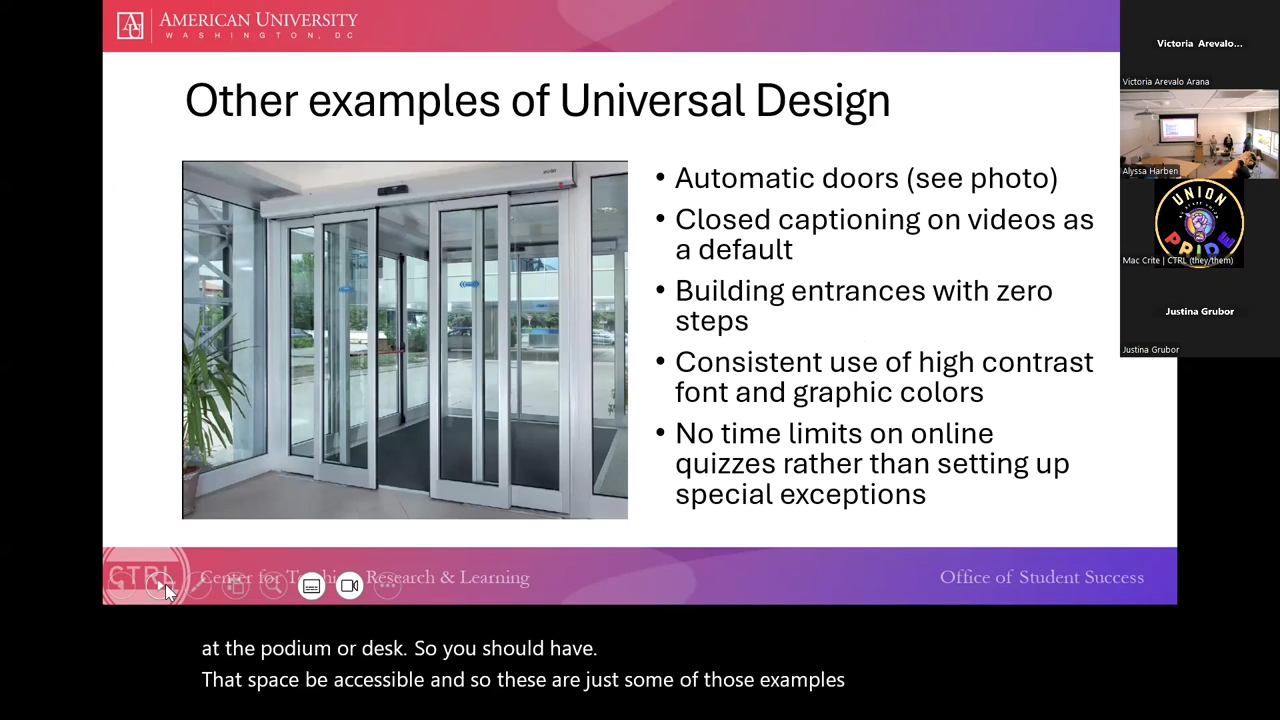 AMERICAN UNIVERSITY
WASHINGTON, DC
Other examples of Universal Design
• Automatic doors (see photo)
• Closed captioning on videos as
a default
• Building entrances with zero
steps
• Consistent use of high contrast
font and graphic colors
• No time limits on online
quizzes rather than setting up
special exceptions
CTRL
Center for Teaching Research & Learning
Office of Student Success
at the podium or desk. So you should have.
That space be accessible and so these are just some of those examples
Victoria Arevalo...
Victoria Arevalo Arana
Alyssa Harben
UNION
PRIDE
Mac Crite | CTRL (they/them)
Justina Grubor
Justina Grubor